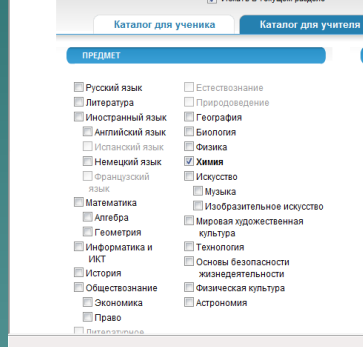 Каталог для ученика
Каталог для учителя
ПРЕДМЕТ
Русский язык
Литература
Иностранный язык
Английский язык
Испанский язык
Немецкий язык
Французский
язык
Математика
Алгебра
Геометрия
Информатика и
ИКТ
История
Обществознание
Экономика
Право
Литературное
Естествознание
Природоведение
География
Биология
Физика
Химия
Искусство
Музыка
Изобразительное искусство
Мировая художественная
культура
Технология
Основы безопасности
жизнедеятельности
Физическая культура
Астрономия